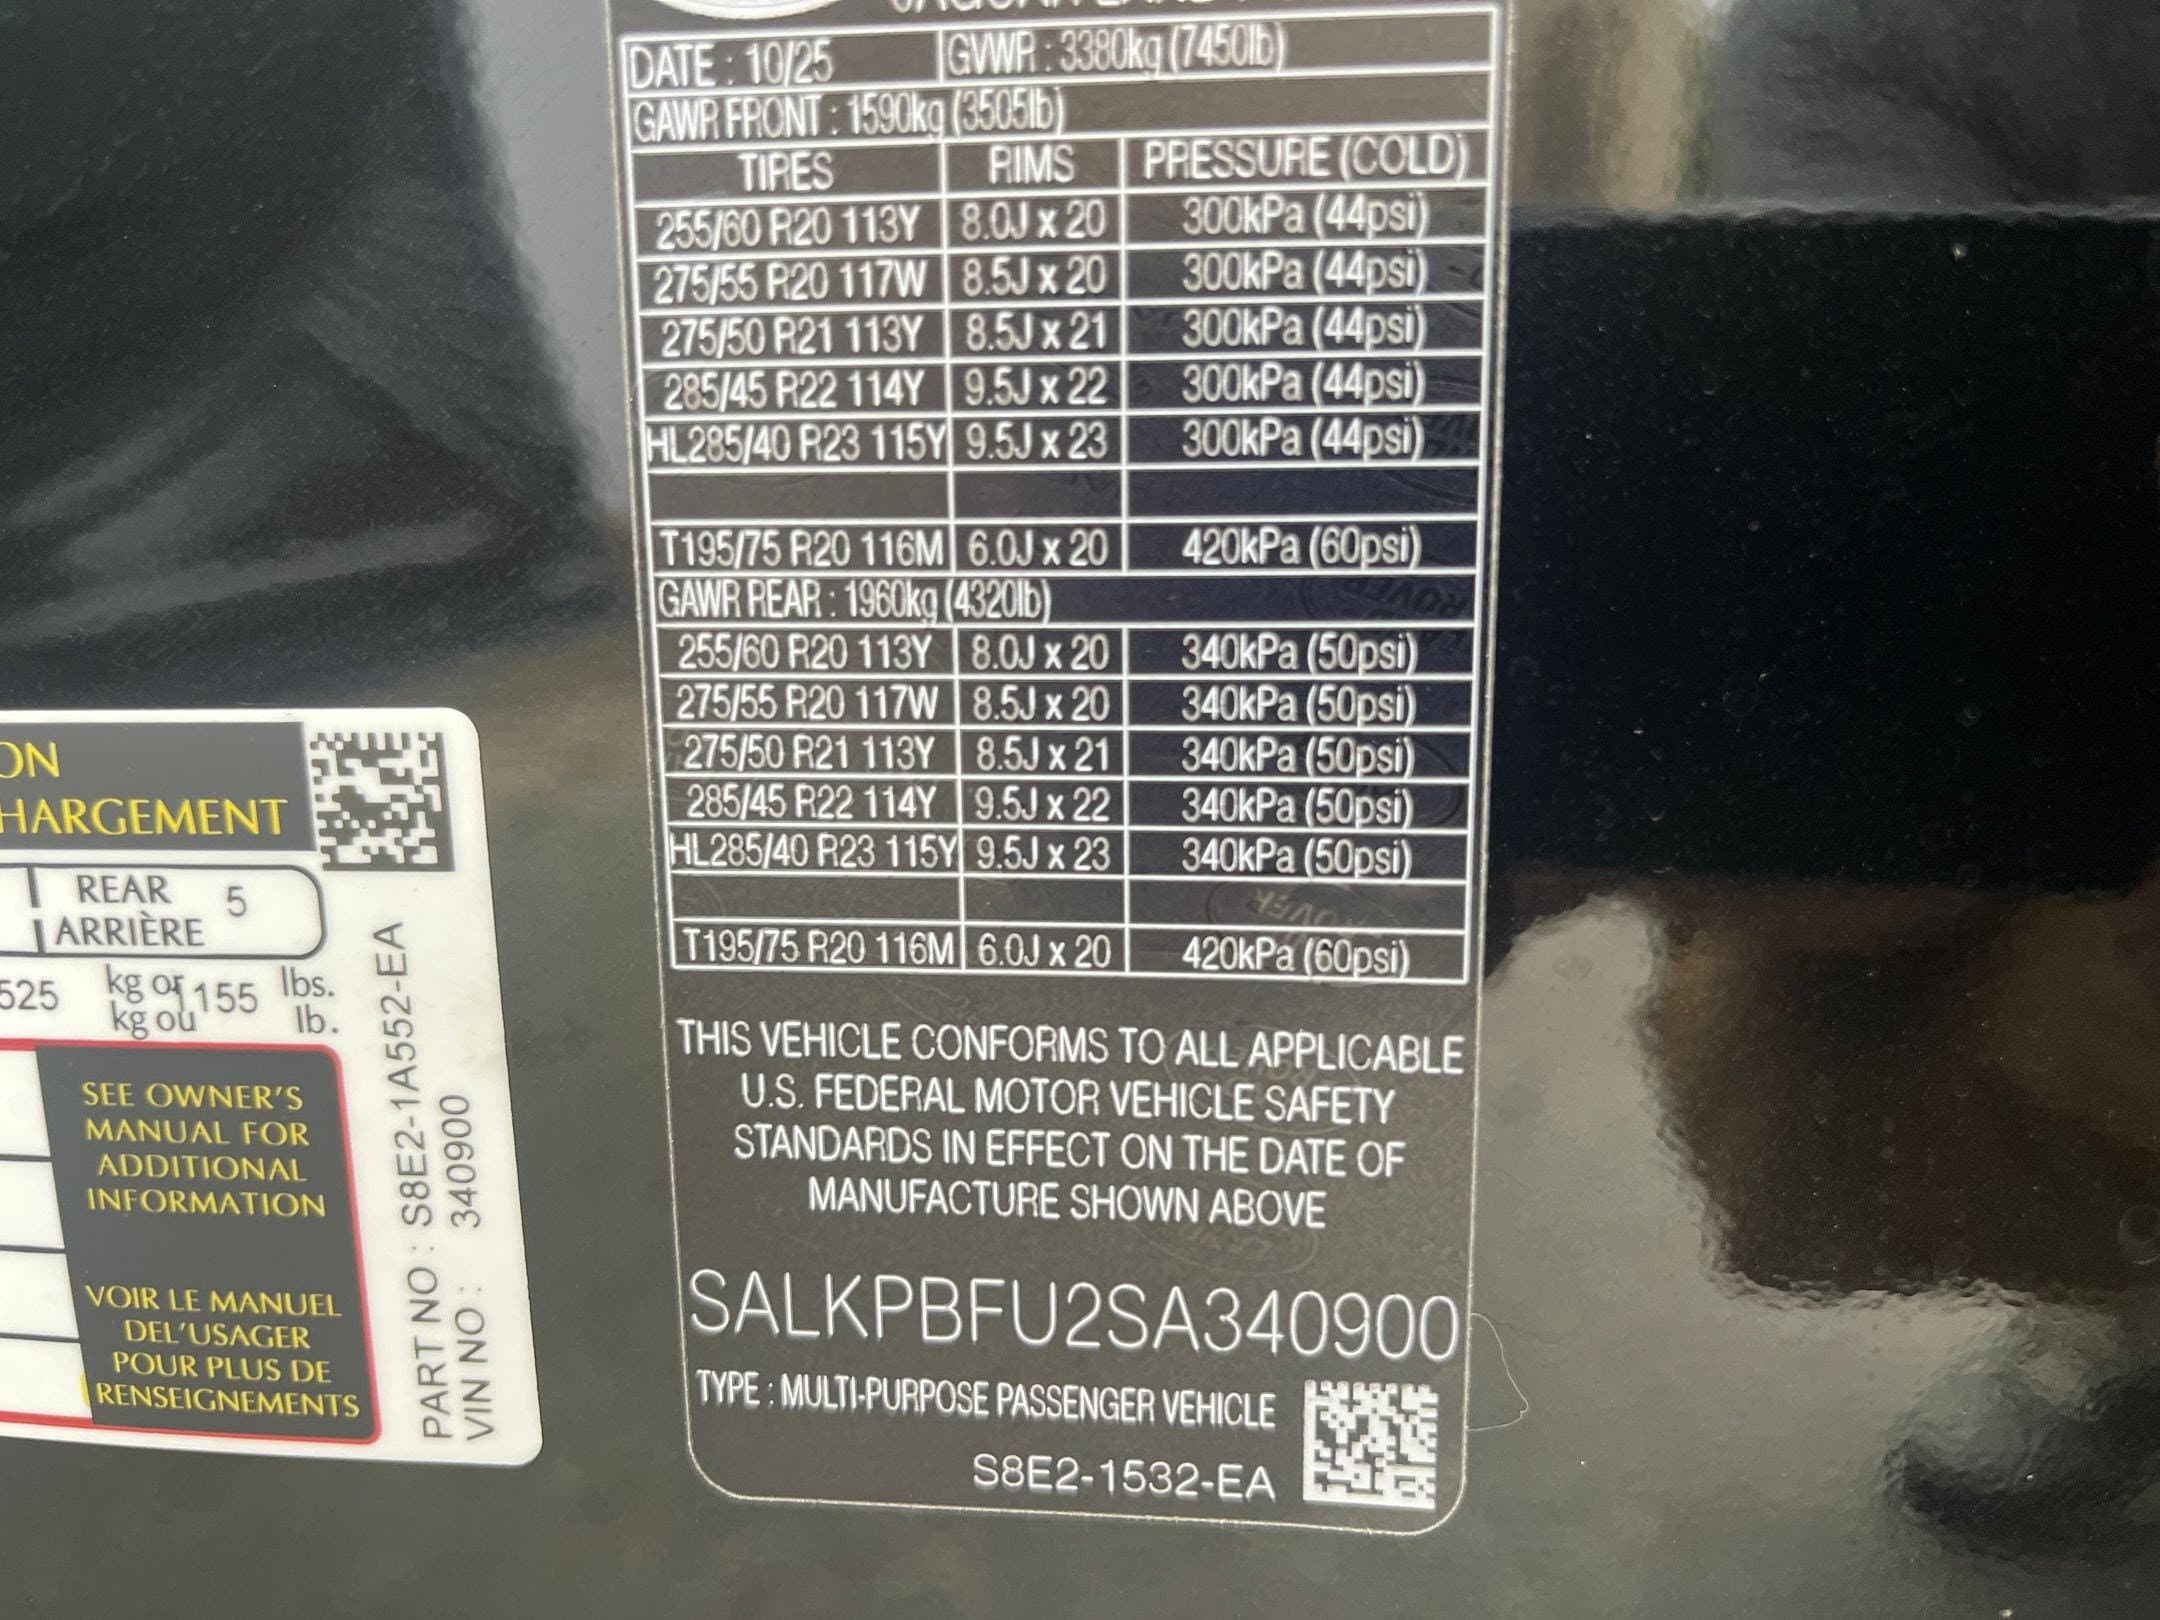 DATE : 10/25 GVWR : 3380kg (7450lb)
GAWR FRONT : 1590kg (3505lb)
TIRES RIMS PRESSURE (COLD)
255/60 R20 113Y 8.0J x 20 300kPa (44psi)
275/55 R20 117W 8.5J x 20 300kPa (44psi)
275/50 R21 113Y 8.5J x 21 300kPa (44psi)
285/45 R22 114Y 9.5J x 22 300kPa (44psi)
HL285/40 R23 115Y 9.5J x 23 300kPa (44psi)
T195/75 R20 116M 6.0J x 20 420kPa (60psi)
GAWR REAR : 1960kg (4320lb)
255/60 R20 113Y 8.0J x 20 340kPa (50psi)
275/55 R20 117W 8.5J x 20 340kPa (50psi)
275/50 R21 113Y 8.5J x 21 340kPa (50psi)
285/45 R22 114Y 9.5J x 22 340kPa (50psi)
HL285/40 R23 115Y 9.5J x 23 340kPa (50psi)
T195/75 R20 116M 6.0J x 20 420kPa (60psi)
THIS VEHICLE CONFORMS TO ALL APPLICABLE
U.S. FEDERAL MOTOR VEHICLE SAFETY
STANDARDS IN EFFECT ON THE DATE OF
MANUFACTURE SHOWN ABOVE
SALKPBFU2SA340900
TYPE : MULTI-PURPOSE PASSENGER VEHICLE
S8E2-1532-EA
ON
HARGEMENT
REAR 5
ARRIÈRE
525 kg or 1155 lbs.
kg ou lb.
SEE OWNER'S
MANUAL FOR
ADDITIONAL
INFORMATION
VOIR LE MANUEL
DEL'USAGER
POUR PLUS DE
RENSEIGNEMENTS
PART NO : S8E2-1A552-EA
VIN NO : 340900